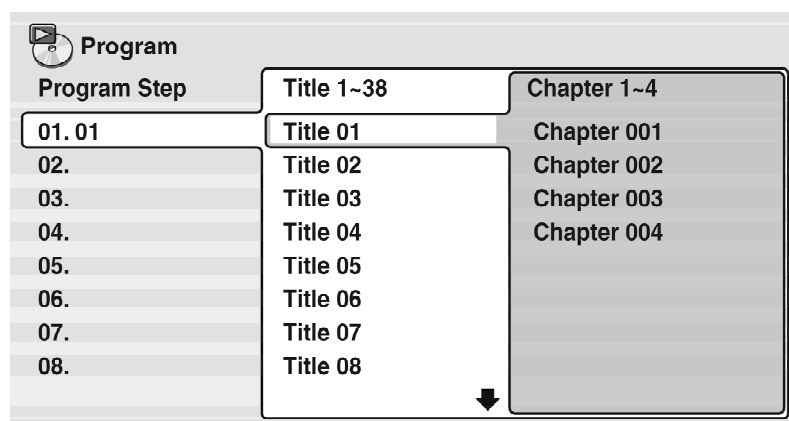 Program
Program Step Title 1~38 Chapter 1~4
01. 01 Title 01 Chapter 001
02. Title 02 Chapter 002
03. Title 03 Chapter 003
04. Title 04 Chapter 004
05. Title 05
06. Title 06
07. Title 07
08. Title 08